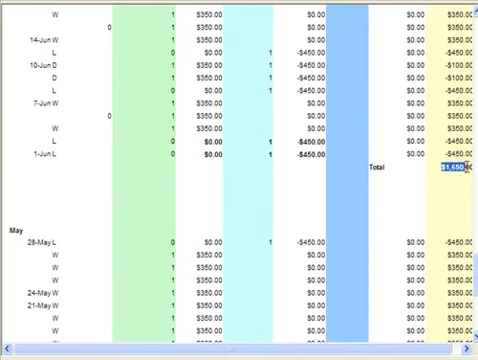 W 1 $350.00 $0.00 $0.00 $350.00
0 1 $350.00 $0.00 $0.00 $350.00
14-Jun W 1 $350.00 $0.00 $0.00 $350.00
L 0 $0.00 1 -$450.00 $0.00 -$450.00
10-Jun D 1 $350.00 1 -$450.00 $0.00 -$100.00
D 1 $350.00 1 -$450.00 $0.00 -$100.00
L 0 $0.00 1 -$450.00 $0.00 -$450.00
7-Jun W 1 $350.00 $0.00 $0.00 $350.00
0 1 $350.00 $0.00 $0.00 $350.00
W 1 $350.00 $0.00 $0.00 $350.00
L 0 $0.00 1 -$450.00 $0.00 -$450.00
1-Jun L 0 $0.00 1 -$450.00 $0.00 -$450.00
Total $1,650.00
May
28-May L 0 $0.00 1 -$450.00 $0.00 -$450.00
W 1 $350.00 $0.00 $0.00 $350.00
W 1 $350.00 $0.00 $0.00 $350.00
W 1 $350.00 $0.00 $0.00 $350.00
24-May W 1 $350.00 $0.00 $0.00 $350.00
21-May W 1 $350.00 $0.00 $0.00 $350.00
W 1 $350.00 $0.00 $0.00 $350.00
W 1 $350.00 $0.00 $0.00 $350.00